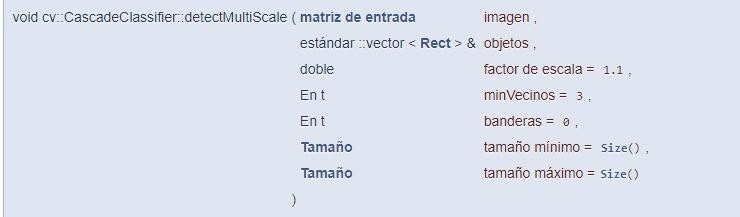 void cv::CascadeClassifier::detectMultiScale ( matriz de entrada imagen ,
estándar ::vector < Rect > & objetos ,
doble factor de escala = 1.1 ,
En t minVecinos = 3 ,
En t banderas = 0 ,
Tamaño tamaño mínimo = Size() ,
Tamaño tamaño máximo = Size()
)